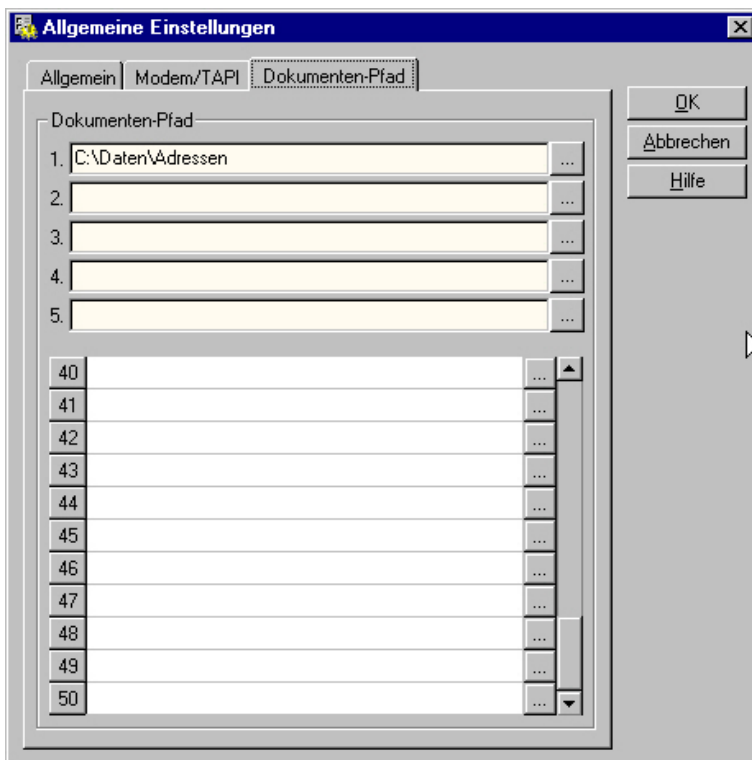 Allgemeine Einstellungen
Allgemein Modem/TAPI Dokumenten-Pfad
OK
Abbrechen
Hilfe
Dokumenten-Pfad
1. C:\Daten\Adressen ...
2. ...
3. ...
4. ...
5. ...
40 ...
41 ...
42 ...
43 ...
44 ...
45 ...
46 ...
47 ...
48 ...
49 ...
50 ...